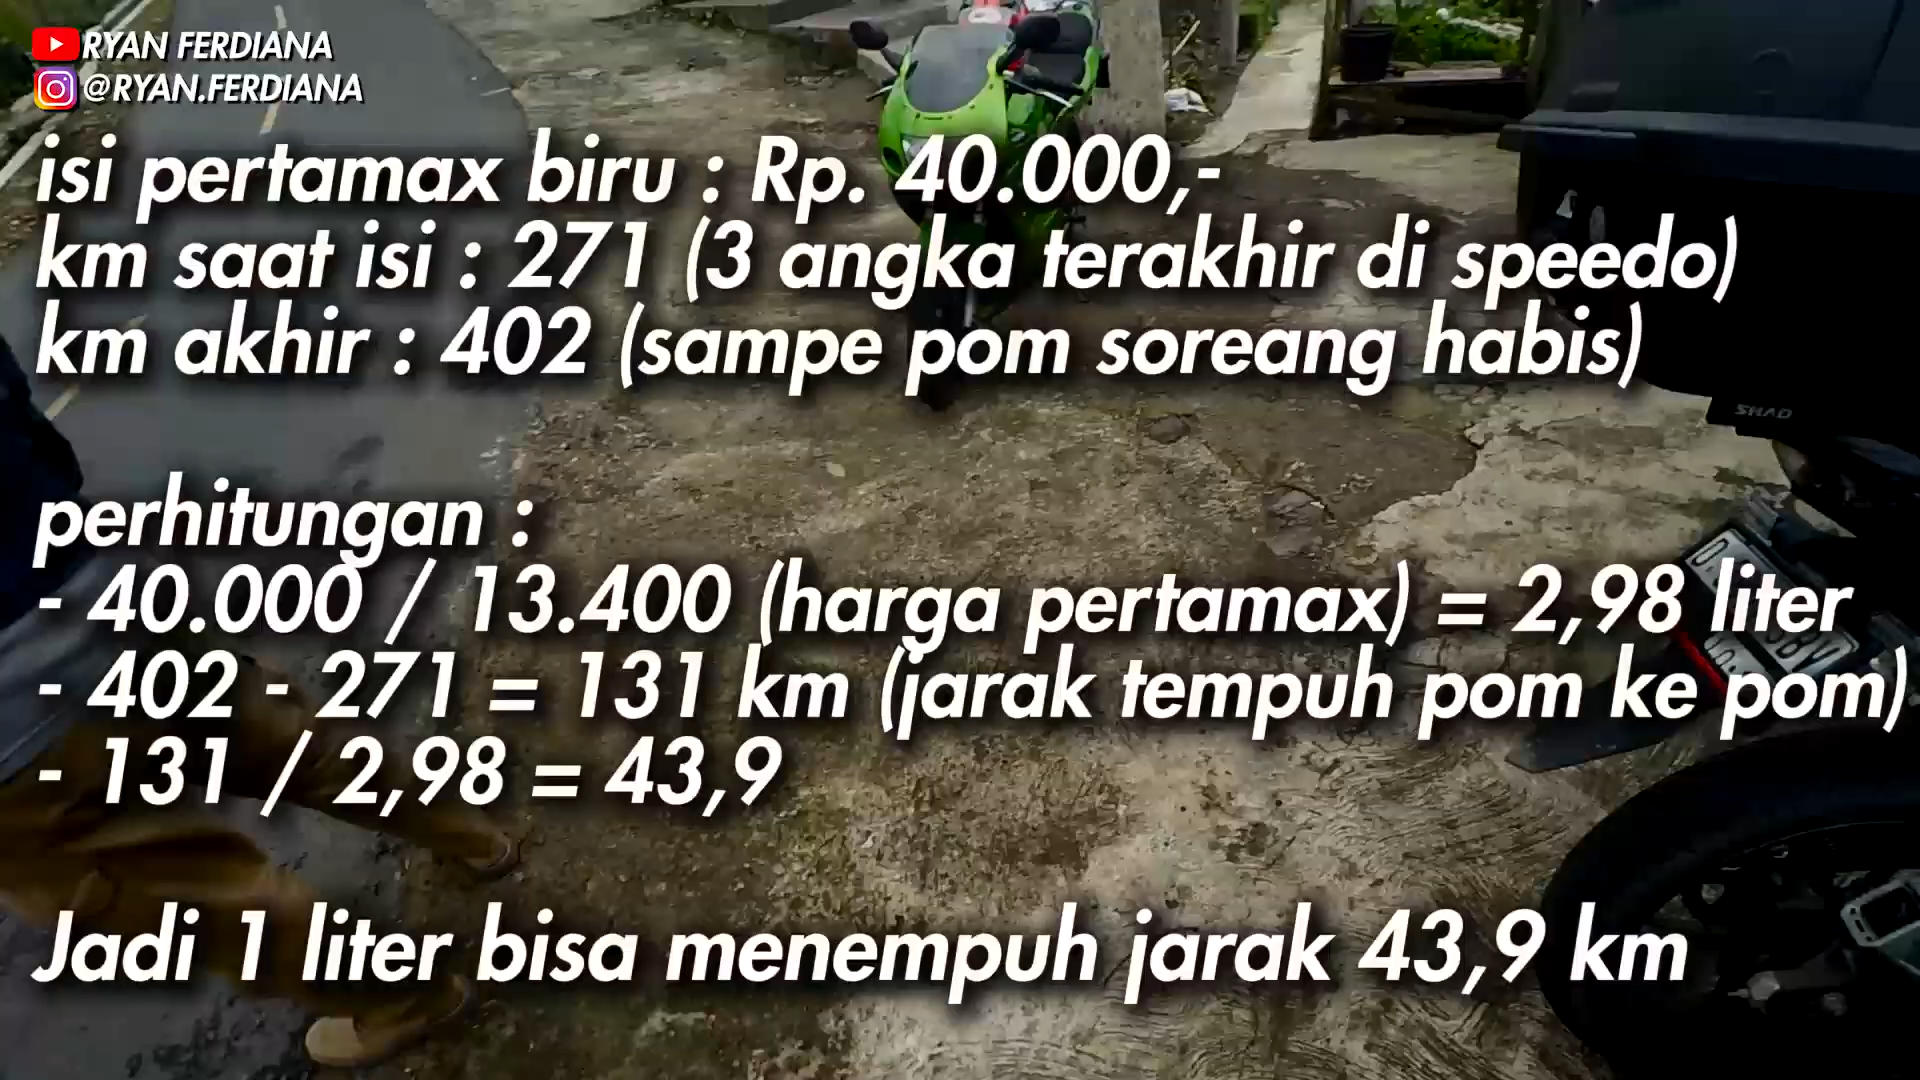 RYAN FERDIANA
@RYAN.FERDIANA
isi pertamax biru : Rp. 40.000,-
km saat isi : 271 (3 angka terakhir di speedo)
km akhir : 402 (sampe pom soreang habis)
perhitungan :
- 40.000 / 13.400 (harga pertamax) = 2,98 liter
- 402 - 271 = 131 km (jarak tempuh pom ke pom)
- 131 / 2,98 = 43,9
Jadi 1 liter bisa menempuh jarak 43,9 km
SHAD